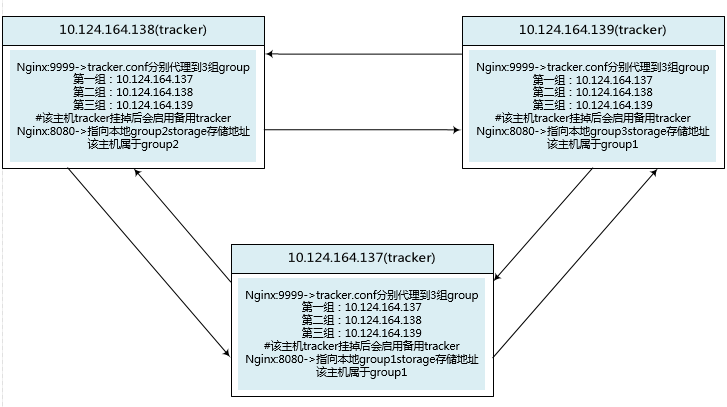 10.124.164.138(tracker)
Nginx:9999->tracker.conf分别代理到3组group
第一组：10.124.164.137
第二组：10.124.164.138
第三组：10.124.164.139
#该主机tracker挂掉后会启用备用tracker
Nginx:8080->指向本地group2storage存储地址
该主机属于group2
10.124.164.139(tracker)
Nginx:9999->tracker.conf分别代理到3组group
第一组：10.124.164.137
第二组：10.124.164.138
第三组：10.124.164.139
#该主机tracker挂掉后会启用备用tracker
Nginx:8080->指向本地group3storage存储地址
该主机属于group1
10.124.164.137(tracker)
Nginx:9999->tracker.conf分别代理到3组group
第一组：10.124.164.137
第二组：10.124.164.138
第三组：10.124.164.139
#该主机tracker挂掉后会启用备用tracker
Nginx:8080->指向本地group1storage存储地址
该主机属于group1